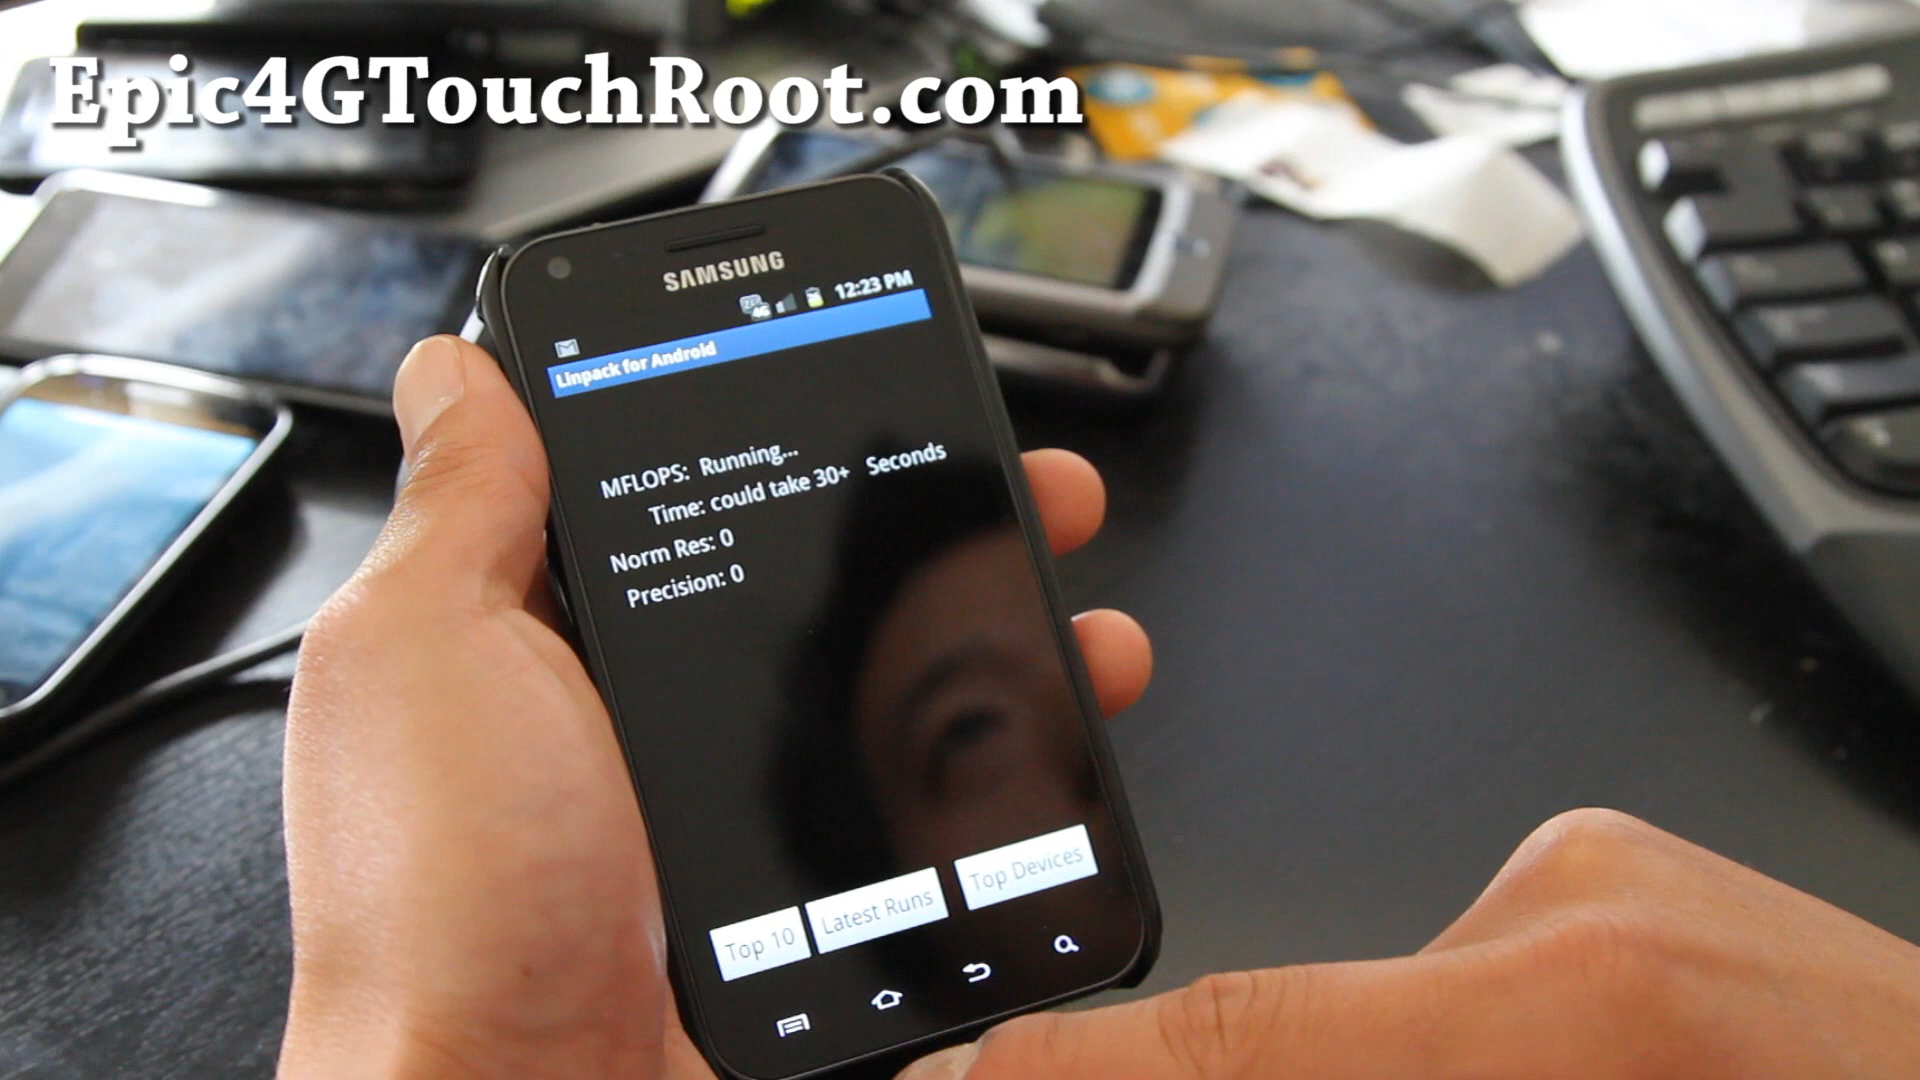 Epic4GTouchRoot.com
SAMSUNG
4G 12:23 PM
Linpack for Android
MFLOPS: Running...
Time: could take 30+ Seconds
Norm Res: 0
Precision: 0
Top 10 Latest Runs Top Devices